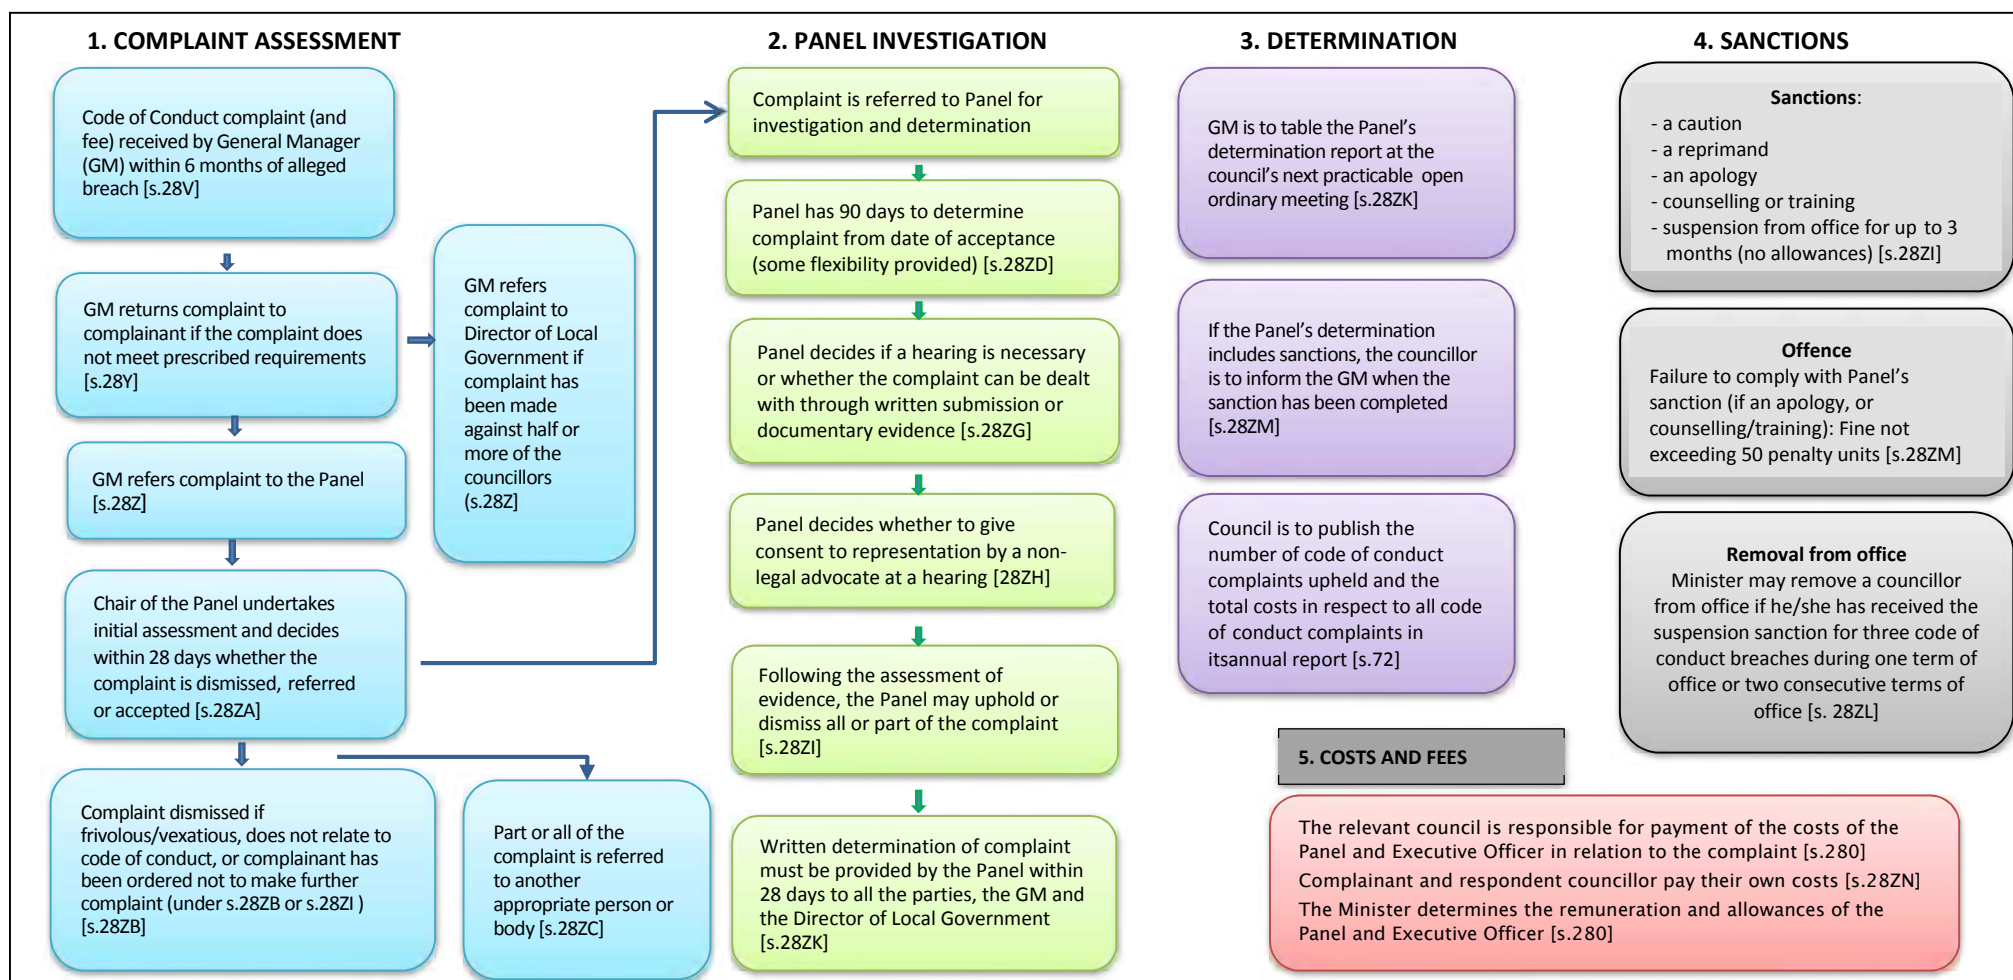 1. COMPLAINT ASSESSMENT
Code of Conduct complaint (and
fee) received by General Manager
(GM) within 6 months of alleged
breach [s.28V]
GM returns complaint to
complainant if the complaint does
not meet prescribed requirements
[s.28Y]
GM refers
complaint to
Director of Local
Government if
complaint has
been made
against half or
more of the
councillors
(s.28Z]
GM refers complaint to the Panel
[s.28Z]
Chair of the Panel undertakes
initial assessment and decides
within 28 days whether the
complaint is dismissed, referred
or accepted [s.28ZA]
Complaint dismissed if
frivolous/vexatious, does not relate to
code of conduct, or complainant has
been ordered not to make further
complaint (under s.28ZB or s.28ZI )
[s.28ZB]
Part or all of the
complaint is referred
to another
appropriate person or
body [s.28ZC]
2. PANEL INVESTIGATION
Complaint is referred to Panel for
investigation and determination
Panel has 90 days to determine
complaint from date of acceptance
(some flexibility provided) [s.28ZD]
Panel decides if a hearing is necessary
or whether the complaint can be dealt
with through written submission or
documentary evidence [s.28ZG]
Panel decides whether to give
consent to representation by a non-
legal advocate at a hearing [28ZH]
Following the assessment of
evidence, the Panel may uphold or
dismiss all or part of the complaint
[s.28ZI]
Written determination of complaint
must be provided by the Panel within
28 days to all the parties, the GM and
the Director of Local Government
[s.28ZK]
3. DETERMINATION
GM is to table the Panel’s
determination report at the
council’s next practicable open
ordinary meeting [s.28ZK]
If the Panel’s determination
includes sanctions, the councillor
is to inform the GM when the
sanction has been completed
[s.28ZM]
Council is to publish the
number of code of conduct
complaints upheld and the
total costs in respect to all code
of conduct complaints in
itsannual report [s.72]
4. SANCTIONS
Sanctions:
- a caution
- a reprimand
- an apology
- counselling or training
- suspension from office for up to 3
months (no allowances) [s.28ZI]
Offence
Failure to comply with Panel’s
sanction (if an apology, or
counselling/training): Fine not
exceeding 50 penalty units [s.28ZM]
Removal from office
Minister may remove a councillor
from office if he/she has received the
suspension sanction for three code of
conduct breaches during one term of
office or two consecutive terms of
office [s. 28ZL]
5. COSTS AND FEES
The relevant council is responsible for payment of the costs of the
Panel and Executive Officer in relation to the complaint [s.280]
Complainant and respondent councillor pay their own costs [s.28ZN]
The Minister determines the remuneration and allowances of the
Panel and Executive Officer [s.280]